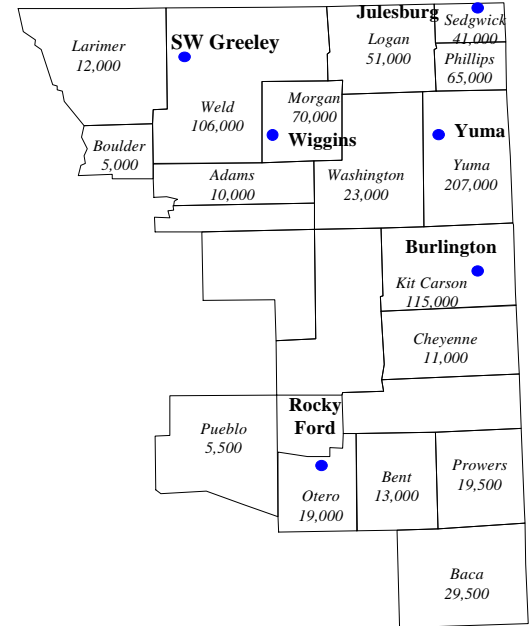 Julesburg
Sedgwick
41,000
Larimer
12,000
SW Greeley
Logan
51,000
Phillips
65,000
Weld
106,000
Morgan
70,000
Wiggins
Yuma
Boulder
5,000
Adams
10,000
Washington
23,000
Yuma
207,000
Burlington
Kit Carson
115,000
Cheyenne
11,000
Rocky
Ford
Pueblo
5,500
Otero
19,000
Bent
13,000
Prowers
19,500
Baca
29,500